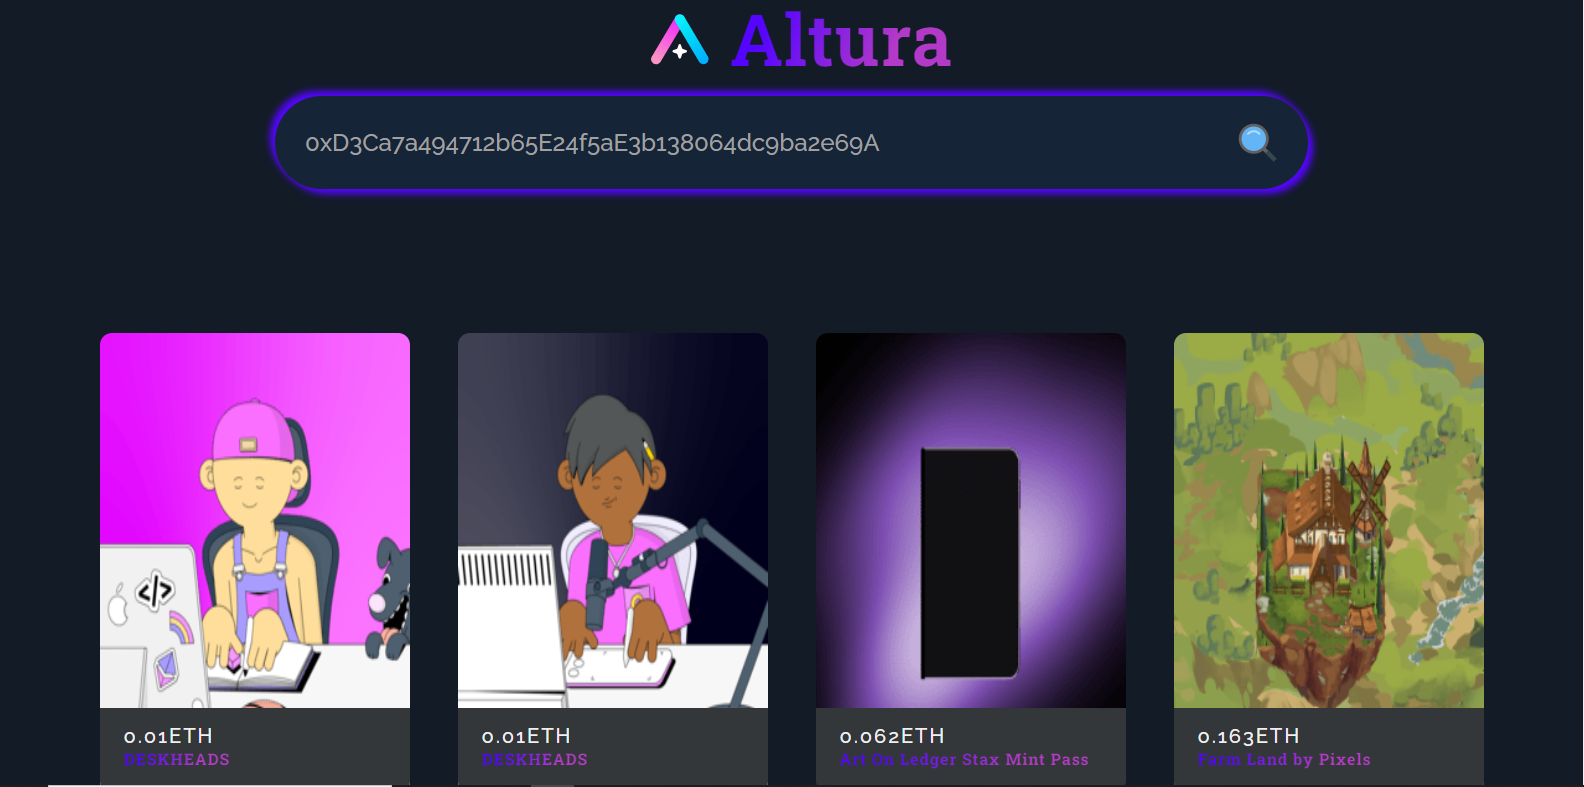 Altura
0xD3Ca7a494712b65E24f5aE3b138064dc9ba2e69A
</>
0.01ETH
DESKHEADS
0.01ETH
DESKHEADS
0.062ETH
Art On Ledger Stax Mint Pass
0.163ETH
Farm Land by Pixels